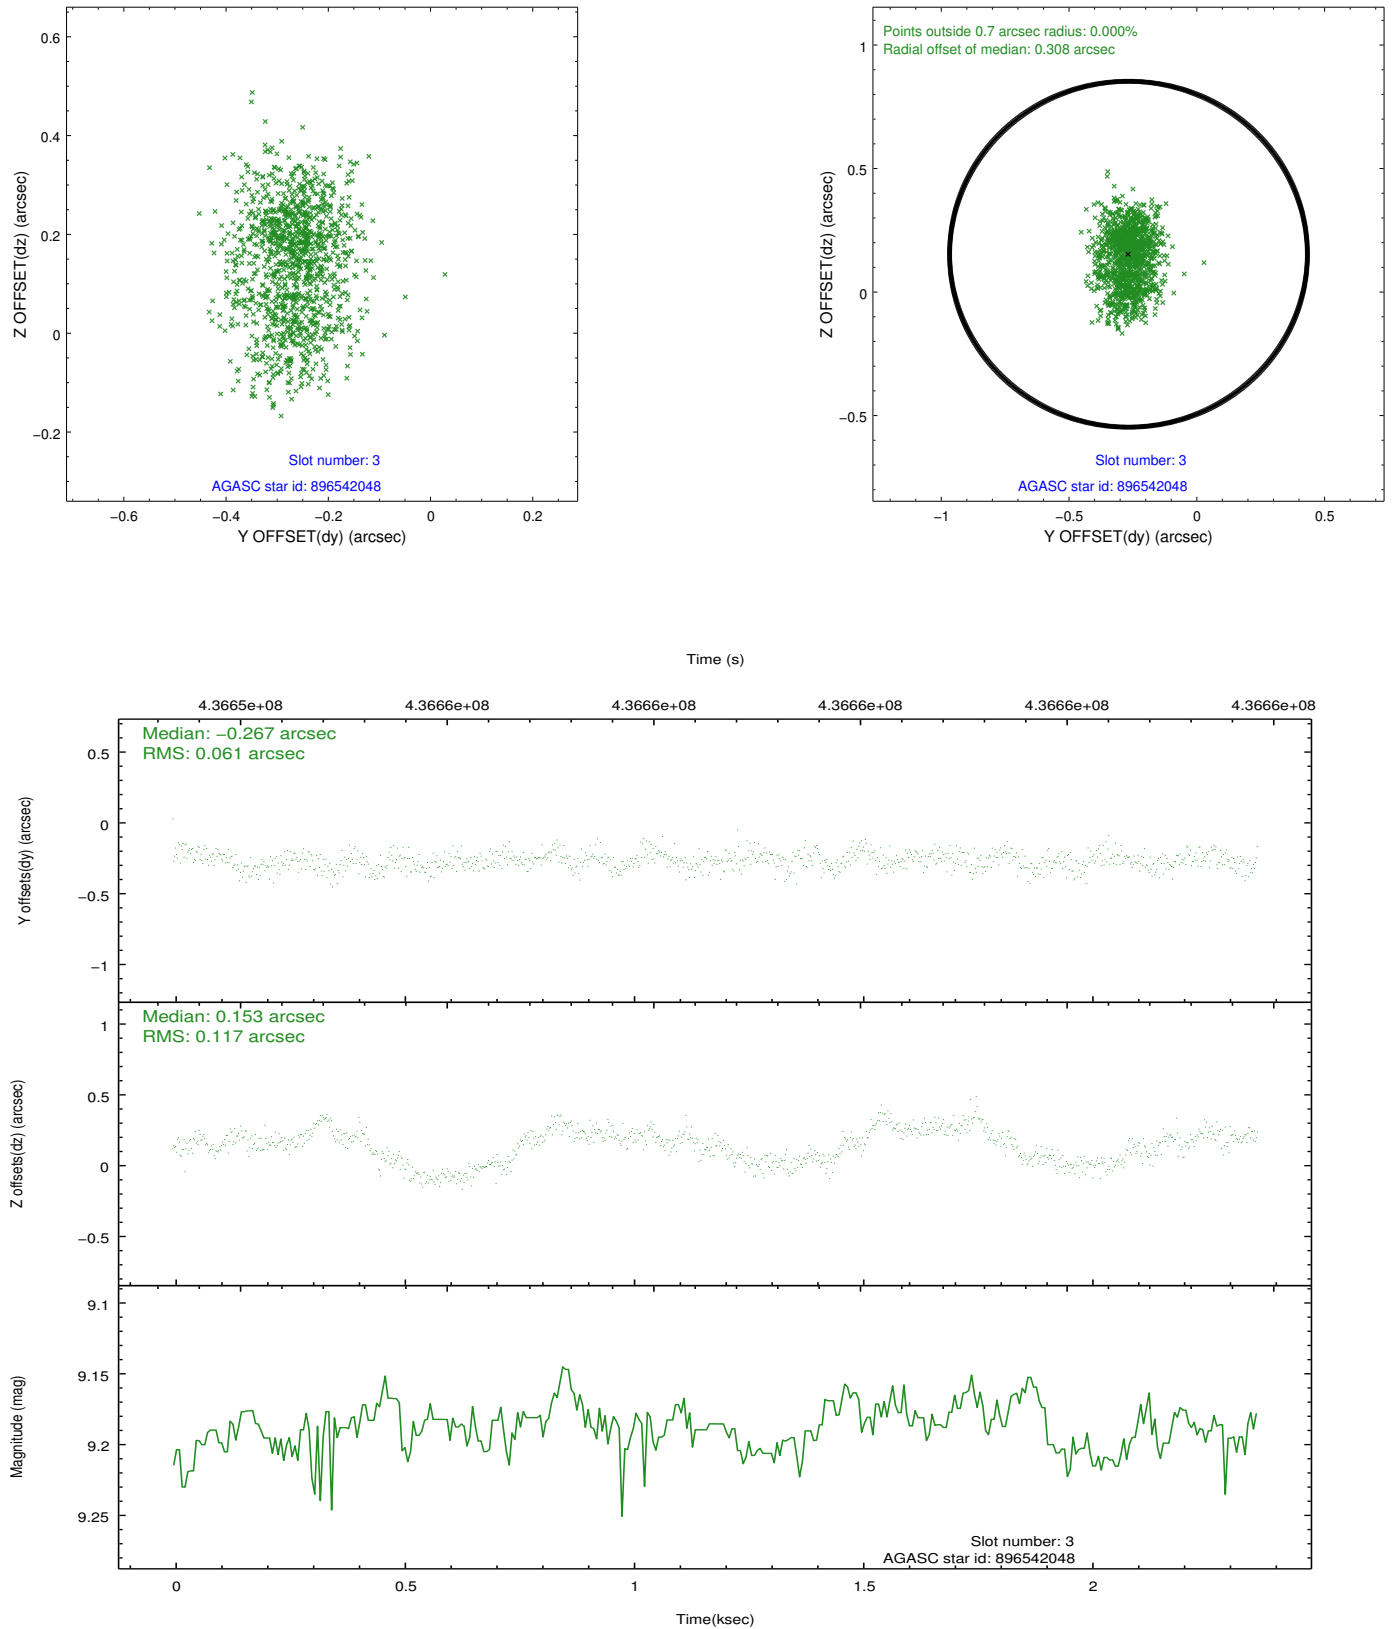 0.6
0.4
0.2
0
−0.2
Z OFFSET(dz) (arcsec)
Slot number: 3
AGASC star id: 896542048
−0.6 −0.4 −0.2 0 0.2
Y OFFSET(dy) (arcsec)
Points outside 0.7 arcsec radius: 0.000%
Radial offset of median: 0.308 arcsec
1
0.5
0
−0.5
Z OFFSET(dz) (arcsec)
Slot number: 3
AGASC star id: 896542048
−1 −0.5 0 0.5
Y OFFSET(dy) (arcsec)
Time (s)
4.3665e+08 4.3666e+08 4.3666e+08 4.3666e+08 4.3666e+08 4.3666e+08
Median: −0.267 arcsec
RMS: 0.061 arcsec
0.5
0
−0.5
−1
Y offsets(dy) (arcsec)
Median: 0.153 arcsec
RMS: 0.117 arcsec
1
0.5
0
−0.5
Z offsets(dz) (arcsec)
9.1
9.15
9.2
9.25
Magnitude (mag)
Slot number: 3
AGASC star id: 896542048
0 0.5 1 1.5 2
Time(ksec)